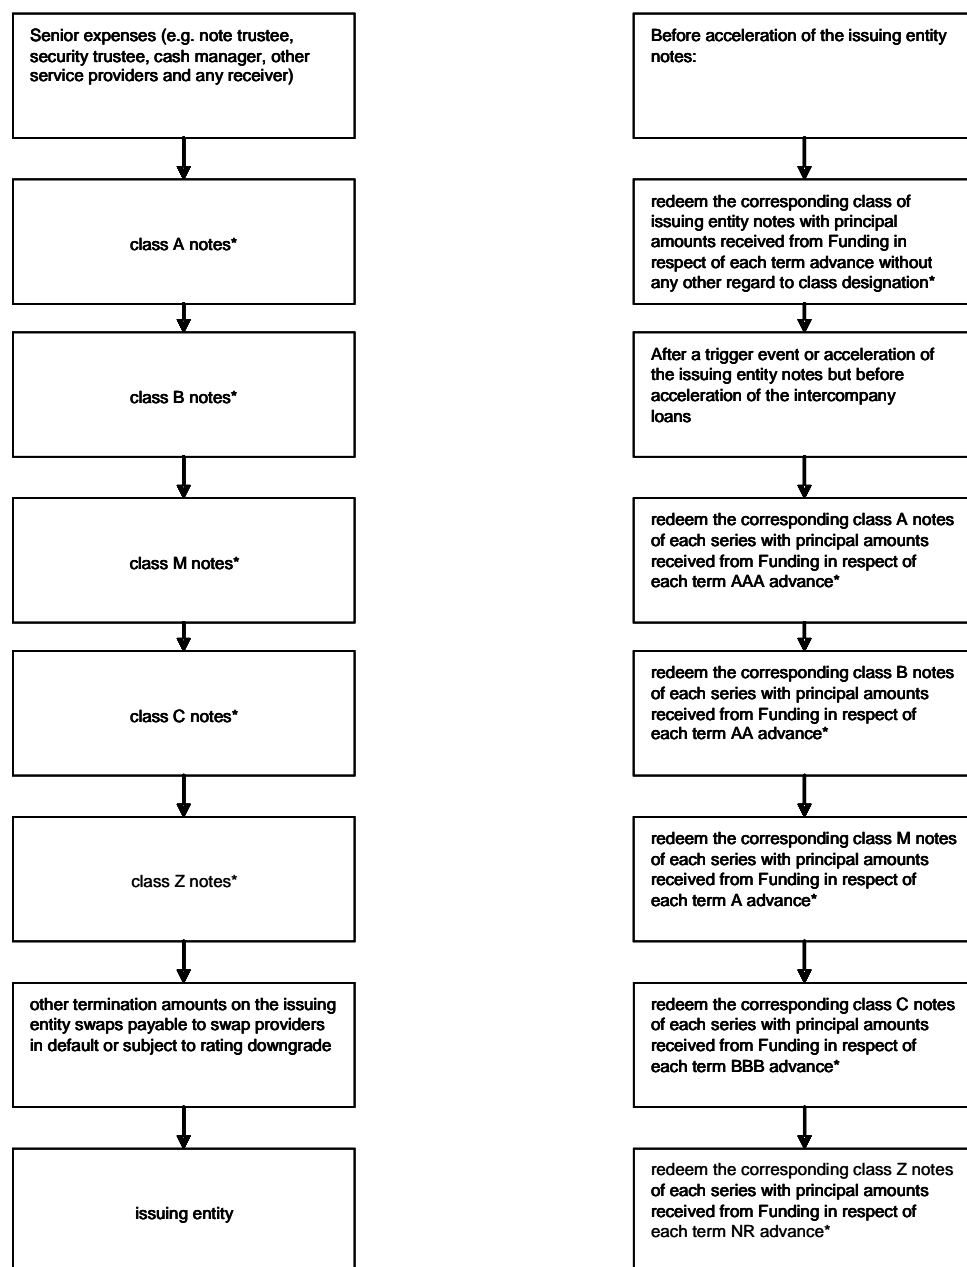 Senior expenses (e.g. note trustee,
security trustee, cash manager, other
service providers and any receiver)
class A notes*
class B notes*
class M notes*
class C notes*
class Z notes*
other termination amounts on the issuing
entity swaps payable to swap providers
in default or subject to rating downgrade
issuing entity
Before acceleration of the issuing entity
notes:
redeem the corresponding class of
issuing entity notes with principal
amounts received from Funding in
respect of each term advance without
any other regard to class designation*
After a trigger event or acceleration of
the issuing entity notes but before
acceleration of the intercompany
loans
redeem the corresponding class A notes
of each series with principal amounts
received from Funding in respect of
each term AAA advance*
redeem the corresponding class B notes
of each series with principal amounts
received from Funding in respect of
each term AA advance*
redeem the corresponding class M notes
of each series with principal amounts
received from Funding in respect of
each term A advance*
redeem the corresponding class C notes
of each series with principal amounts
received from Funding in respect of
each term BBB advance*
redeem the corresponding class Z notes
of each series with principal amounts
received from Funding in respect of
each term NR advance*